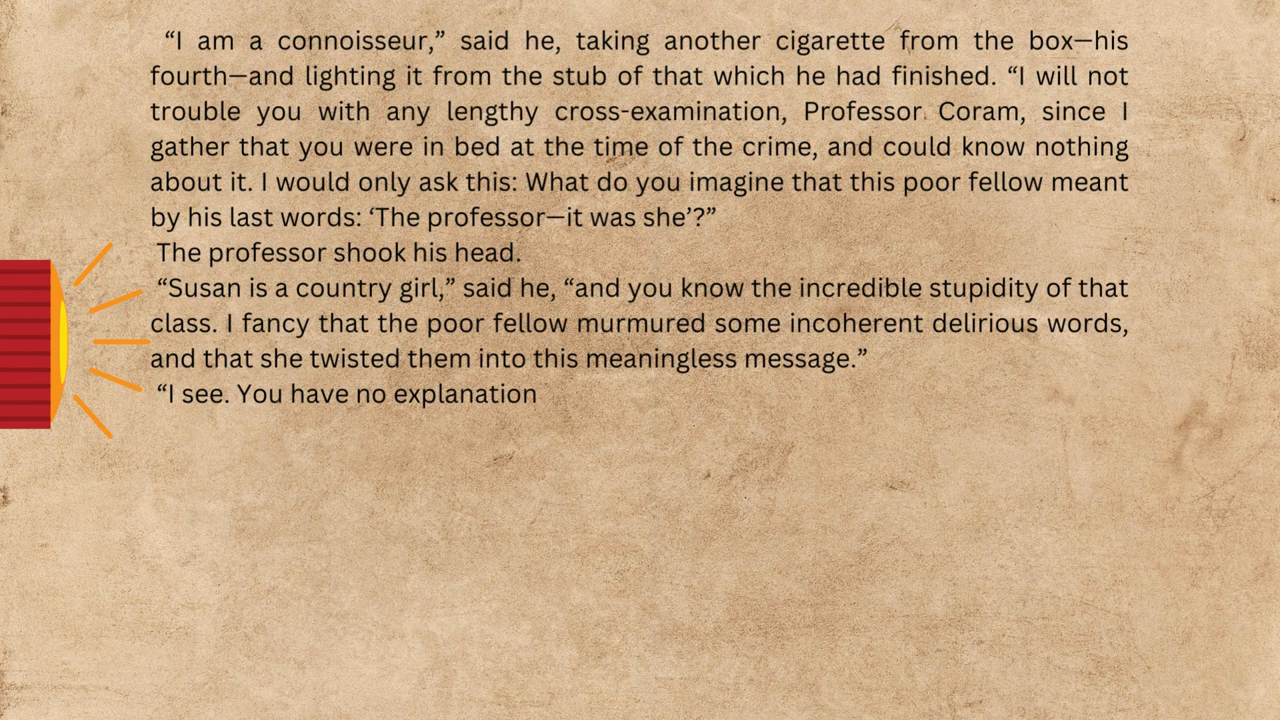 “I am a connoisseur,” said he, taking another cigarette from the box—his
fourth—and lighting it from the stub of that which he had finished. “I will not
trouble you with any lengthy cross-examination, Professor Coram, since I
gather that you were in bed at the time of the crime, and could know nothing
about it. I would only ask this: What do you imagine that this poor fellow meant
by his last words: ‘The professor—it was she’?”
The professor shook his head.
“Susan is a country girl,” said he, “and you know the incredible stupidity of that
class. I fancy that the poor fellow murmured some incoherent delirious words,
and that she twisted them into this meaningless message.”
“I see. You have no explanation